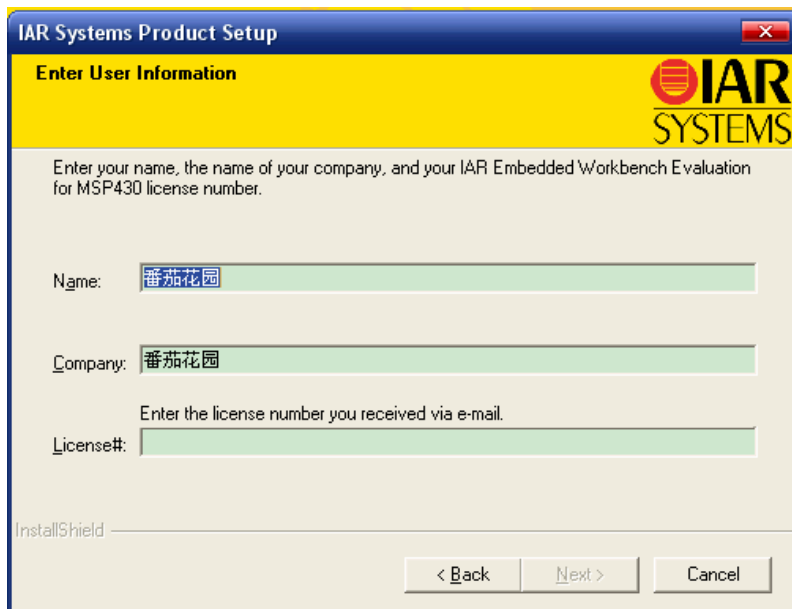 IAR Systems Product Setup
Enter User Information
IAR
SYSTEMS
Enter your name, the name of your company, and your IAR Embedded Workbench Evaluation
for MSP430 license number.
Name: 番茄花园
Company: 番茄花园
Enter the license number you received via e-mail.
License#:
InstallShield
< Back Next > Cancel